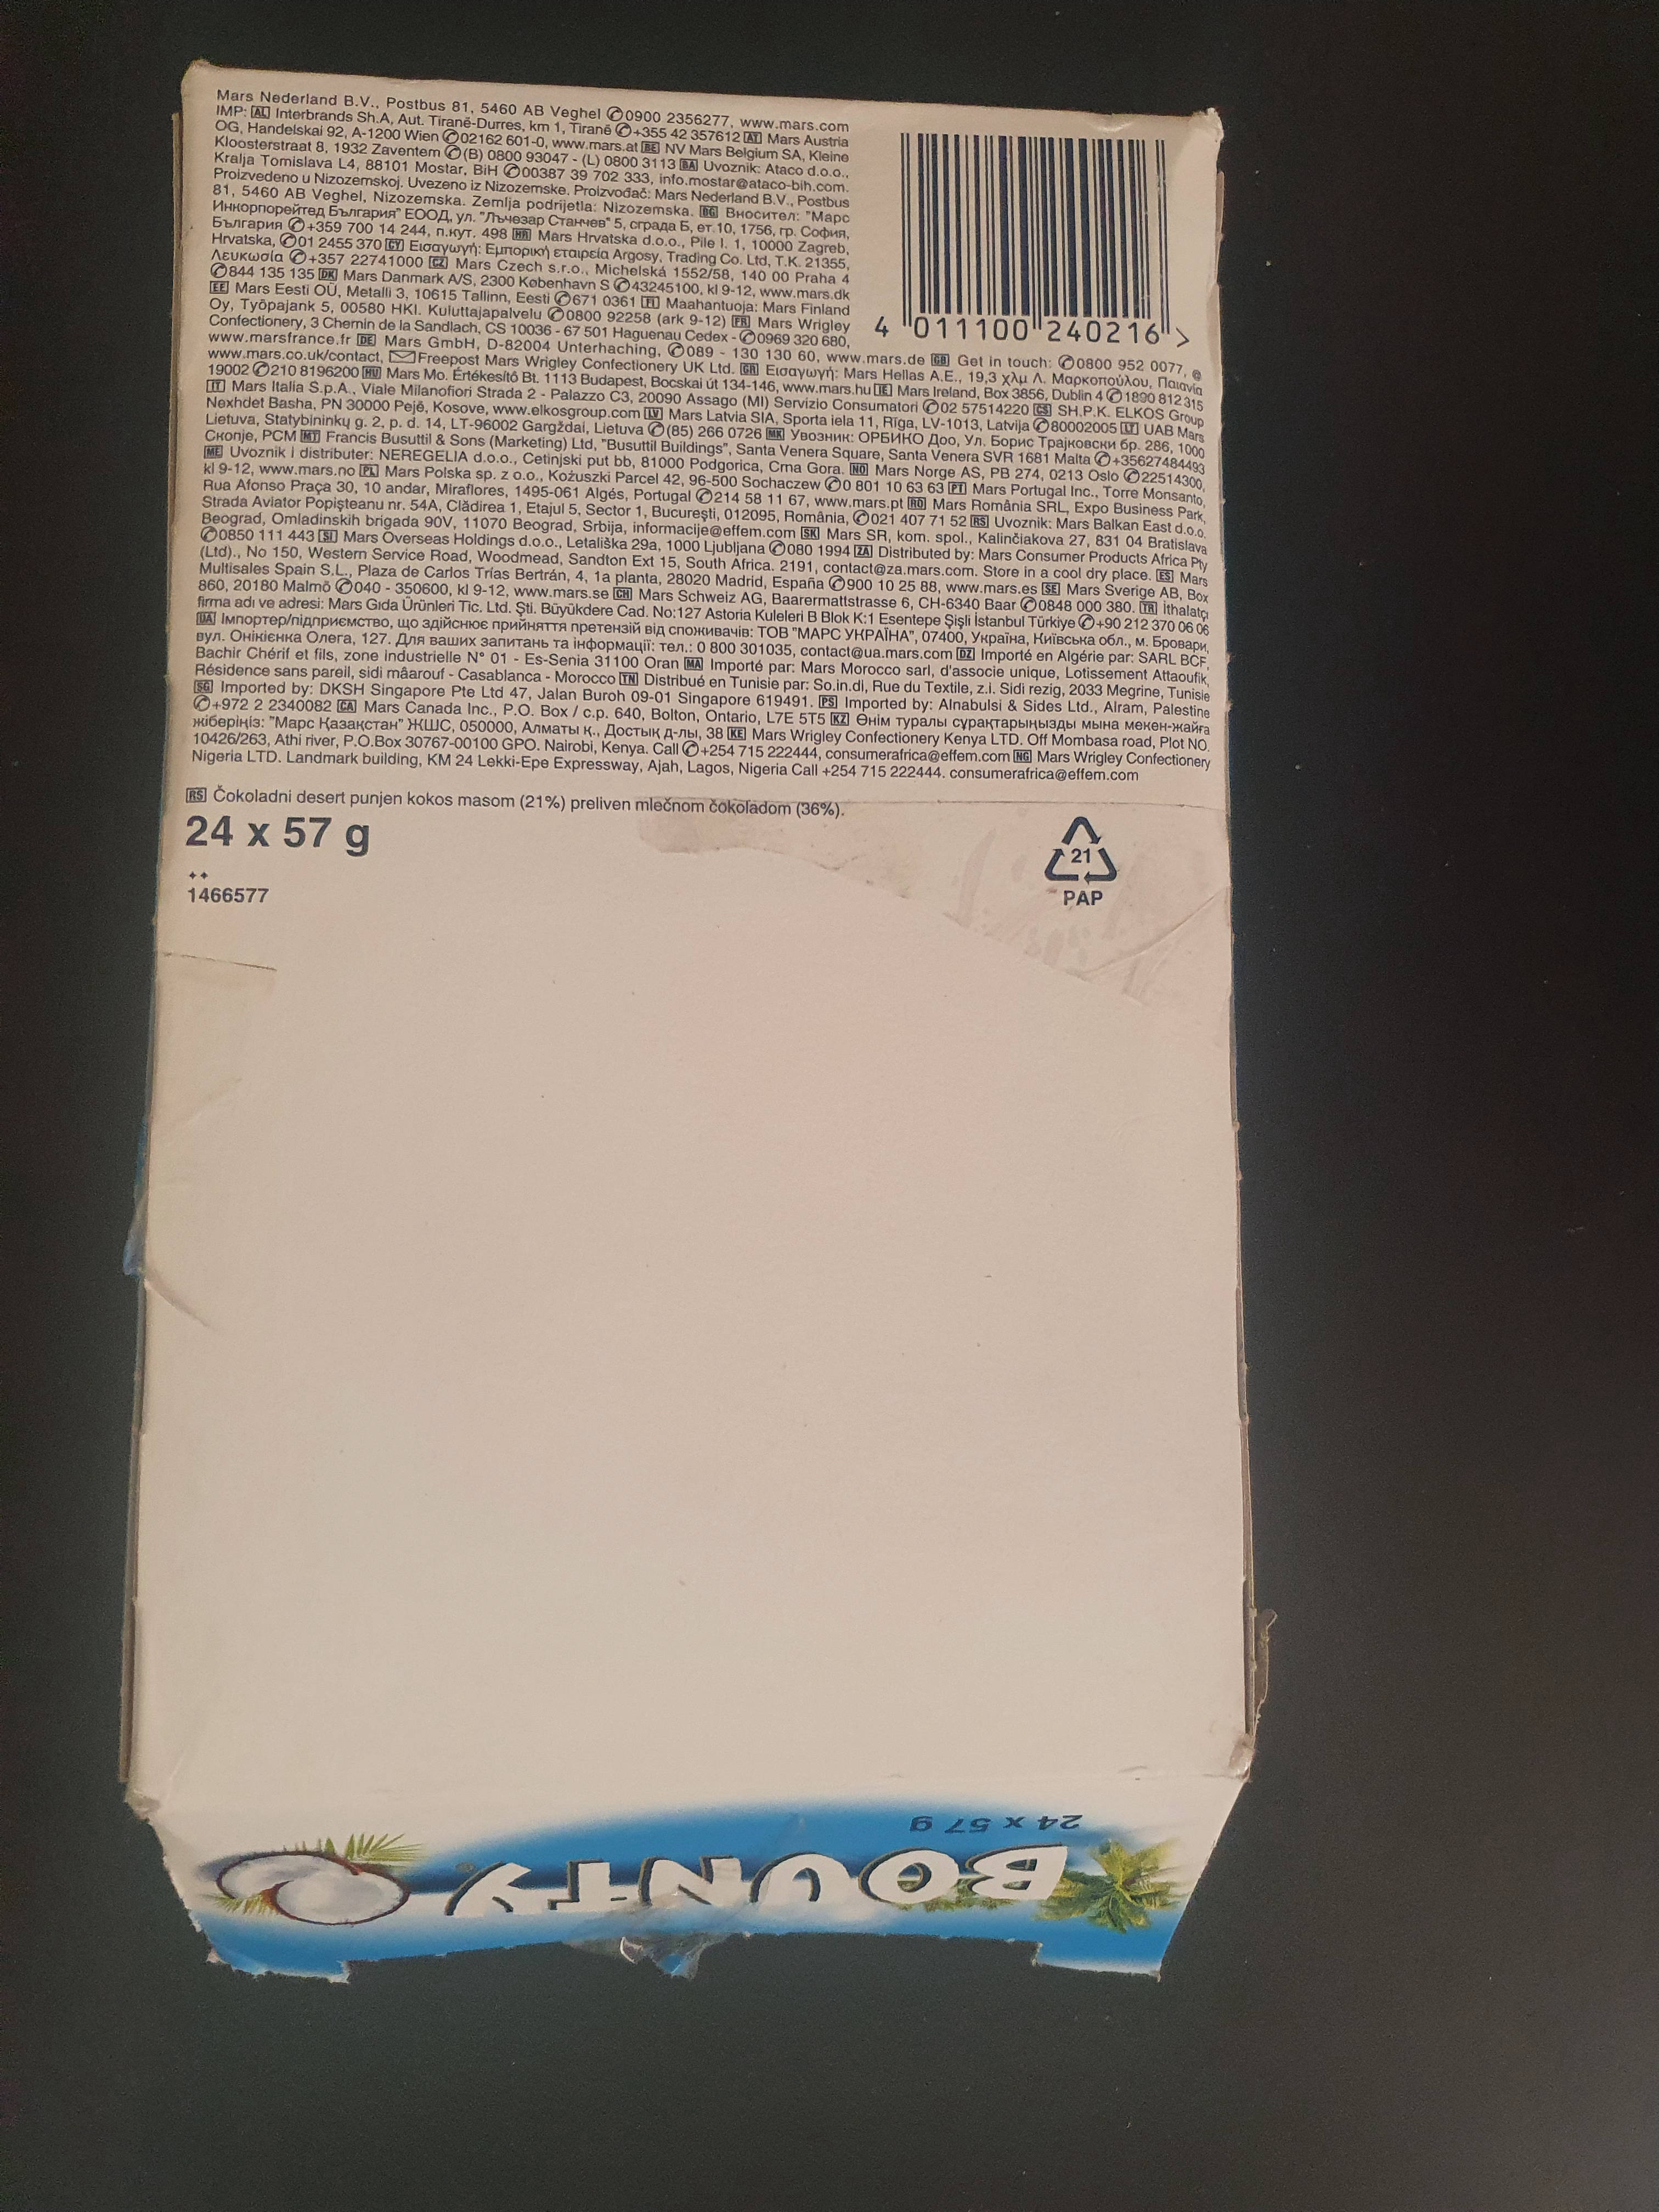 Mars Nederland B.V., Postbus 81, 5460 AB Veghel ✆0900 2356277, www.mars.com
IMP: AL Interbrands Sh.A, Aut. Tiranë-Durres, km 1, Tiranë ✆+355 42 357612 AT Mars Austria
OG, Handelskai 92, A-1200 Wien ✆02162 601-0, www.mars.at BE NV Mars Belgium SA, Kleine
Kloosterstraat 8, 1932 Zaventem ✆(B) 0800 93047 - (L) 0800 3113 BA Uvoznik: Ataco d.o.o.,
Kralja Tomislava L4, 88101 Mostar, BiH ✆00387 39 702 333, info.mostar@ataco-bih.com.
Proizvedeno u Nizozemskoj. Uvezeno iz Nizozemske. Proizvođač: Mars Nederland B.V., Postbus
81, 5460 AB Veghel, Nizozemska. Zemlja podrijetla: Nizozemska. BG Вносител: "Марс
Инкорпорейтед България" ЕООД, ул. "Лъчезар Станчев" 5, сграда Б, ет.10, 1756, гр. София,
България ✆+359 700 14 244, п.кут. 498 HR Mars Hrvatska d.o.o., Pile I. 1, 10000 Zagreb,
Hrvatska, ✆01 2455 370 CY Εισαγωγή: Εμπορική εταιρεία Argosy, Trading Co. Ltd, T.K. 21355,
Λευκωσία ✆+357 22741000 CZ Mars Czech s.r.o., Michelská 1552/58, 140 00 Praha 4
✆844 135 135 DK Mars Danmark A/S, 2300 København S ✆43245100, kl 9-12, www.mars.dk
EE Mars Eesti OÜ, Metalli 3, 10615 Tallinn, Eesti ✆671 0361 FI Maahantuoja: Mars Finland
Oy, Työpajank 5, 00580 HKI. Kuluttajapalvelu ✆0800 92258 (ark 9-12) FR Mars Wrigley
Confectionery, 3 Chemin de la Sandlach, CS 10036 - 67 501 Haguenau Cedex - ✆0969 320 680,
www.marsfrance.fr DE Mars GmbH, D-82004 Unterhaching, ✆089 - 130 130 60, www.mars.de GB Get in touch: ✆0800 952 0077, @
www.mars.co.uk/contact, ✉Freepost Mars Wrigley Confectionery UK Ltd. GR Εισαγωγή: Mars Hellas A.E., 19,3 χλμ Λ. Μαρκοπούλου, Παιανία
19002 ✆210 8196200 HU Mars Mo. Értékesítő Bt. 1113 Budapest, Bocskai út 134-146, www.mars.hu IE Mars Ireland, Box 3856, Dublin 4 ✆1890 812 315
IT Mars Italia S.p.A., Viale Milanofiori Strada 2 - Palazzo C3, 20090 Assago (MI) Servizio Consumatori ✆02 57514220 CS SH.P.K. ELKOS Group
Nexhdet Basha, PN 30000 Pejë, Kosove, www.elkosgroup.com LV Mars Latvia SIA, Sporta iela 11, Rīga, LV-1013, Latvija ✆80002005 LT UAB Mars
Lietuva, Statybininkų g. 2, p. d. 14, LT-96002 Gargždai, Lietuva ✆(85) 266 0726 MK Увозник: ОРБИКО Доо, Ул. Борис Трајковски бр. 286, 1000
Скопје, РСМ MT Francis Busuttil & Sons (Marketing) Ltd, "Busuttil Buildings", Santa Venera Square, Santa Venera SVR 1681 Malta ✆+35627484493
ME Uvoznik i distributer: NEREGELIA d.o.o., Cetinjski put bb, 81000 Podgorica, Crna Gora. NO Mars Norge AS, PB 274, 0213 Oslo ✆22514300,
kl 9-12, www.mars.no PL Mars Polska sp. z o.o., Kożuszki Parcel 42, 96-500 Sochaczew ✆0 801 10 63 63 PT Mars Portugal Inc., Torre Monsanto,
Rua Afonso Praça 30, 10 andar, Miraflores, 1495-061 Algés, Portugal ✆214 58 11 67, www.mars.pt RO Mars România SRL, Expo Business Park,
Strada Aviator Popişteanu nr. 54A, Clădirea 1, Etajul 5, Sector 1, Bucureşti, 012095, România, ✆021 407 71 52 RS Uvoznik: Mars Balkan East d.o.o.
Beograd, Omladinskih brigada 90V, 11070 Beograd, Srbija, informacije@effem.com SK Mars SR, kom. spol., Kalinčiakova 27, 831 04 Bratislava
✆0850 111 443 SI Mars Overseas Holdings d.o.o., Letališka 29a, 1000 Ljubljana ✆080 1994 ZA Distributed by: Mars Consumer Products Africa Pty
(Ltd)., No 150, Western Service Road, Woodmead, Sandton Ext 15, South Africa. 2191, contact@za.mars.com. Store in a cool dry place. ES Mars
Multisales Spain S.L., Plaza de Carlos Trías Bertrán, 4, 1a planta, 28020 Madrid, España ✆900 10 25 88, www.mars.es SE Mars Sverige AB, Box
860, 20180 Malmö ✆040 - 350600, kl 9-12, www.mars.se CH Mars Schweiz AG, Baarermattstrasse 6, CH-6340 Baar ✆0848 000 380. TR İthalatçı
firma adı ve adresi: Mars Gıda Ürünleri Tic. Ltd. Şti. Büyükdere Cad. No:127 Astoria Kuleleri B Blok K:1 Esentepe Şişli İstanbul Türkiye ✆+90 212 370 06 06
UA Імпортер/підприємство, що здійснює прийняття претензій від споживачів: ТОВ "МАРС УКРАЇНА", 07400, Україна, Київська обл., м. Бровари,
вул. Онікієнка Олега, 127. Для ваших запитань та інформації: тел.: 0 800 301035, contact@ua.mars.com DZ Importé en Algérie par: SARL BCF,
Bachir Chérif et fils, zone industrielle N° 01 - Es-Senia 31100 Oran MA Importé par: Mars Morocco sarl, d'associe unique, Lotissement Attaoufik,
Résidence sans pareil, sidi mâarouf - Casablanca - Morocco TN Distribué en Tunisie par: So.in.di, Rue du Textile, z.i. Sidi rezig, 2033 Megrine, Tunisie
SG Imported by: DKSH Singapore Pte Ltd 47, Jalan Buroh 09-01 Singapore 619491. PS Imported by: Alnabulsi & Sides Ltd., Alram, Palestine
✆+972 2 2340082 CA Mars Canada Inc., P.O. Box / c.p. 640, Bolton, Ontario, L7E 5T5 KZ Өнім туралы сұрақтарыңызды мына мекен-жайға
жіберіңіз: "Марс Қазақстан" ЖШС, 050000, Алматы қ., Достық д-лы, 38 KE Mars Wrigley Confectionery Kenya LTD. Off Mombasa road, Plot NO.
10426/263, Athi river, P.O.Box 30767-00100 GPO. Nairobi, Kenya. Call ✆+254 715 222444, consumerafrica@effem.com NG Mars Wrigley Confectionery
Nigeria LTD. Landmark building, KM 24 Lekki-Epe Expressway, Ajah, Lagos, Nigeria Call +254 715 222444. consumerafrica@effem.com
4 011100 240216 >
RS Čokoladni desert punjen kokos masom (21%) preliven mlečnom čokoladom (36%).
24 x 57 g
1466577
21
PAP
24 x 57 g
BOUNTY